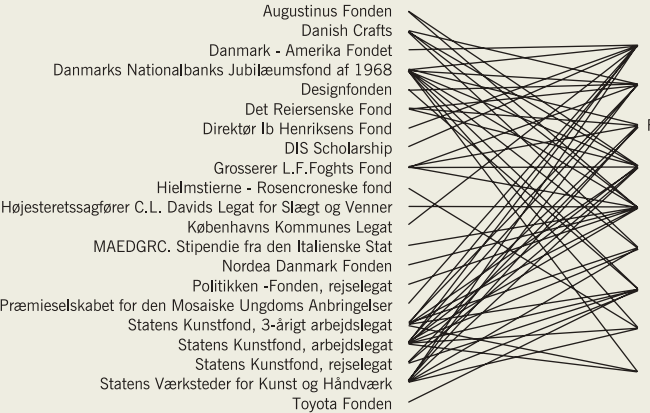 Augustinus Fonden
Danish Crafts
Danmark - Amerika Fondet
Danmarks Nationalbanks Jubilæumsfond af 1968
Designfonden
Det Reiersenske Fond
Direktør Ib Henriksens Fond
DIS Scholarship
Grosserer L.F.Foghts Fond
Hielmstierne - Rosencroneske fond
Højesteretssagfører C.L. Davids Legat for Slægt og Venner
Københavns Kommunes Legat
MAEDGRC. Stipendie fra den Italienske Stat
Nordea Danmark Fonden
Politikken -Fonden, rejselegat
Præmieselskabet for den Mosaiske Ungdoms Anbringelser
Statens Kunstfond, 3-årigt arbejdslegat
Statens Kunstfond, arbejdslegat
Statens Kunstfond, rejselegat
Statens Værksteder for Kunst og Håndværk
Toyota Fonden